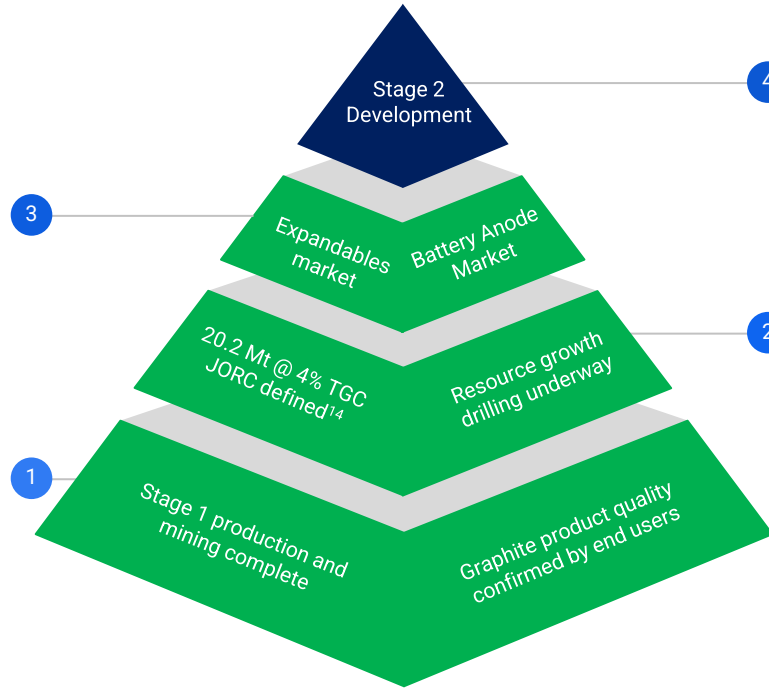 Stage 2
Development
4
3
Expandables
market
Battery Anode
Market
20.2 Mt @ 4% TGC
JORC defined¹⁴
Resource growth
drilling underway
2
1
Stage 1 production and
mining complete
Graphite product quality
confirmed by end users